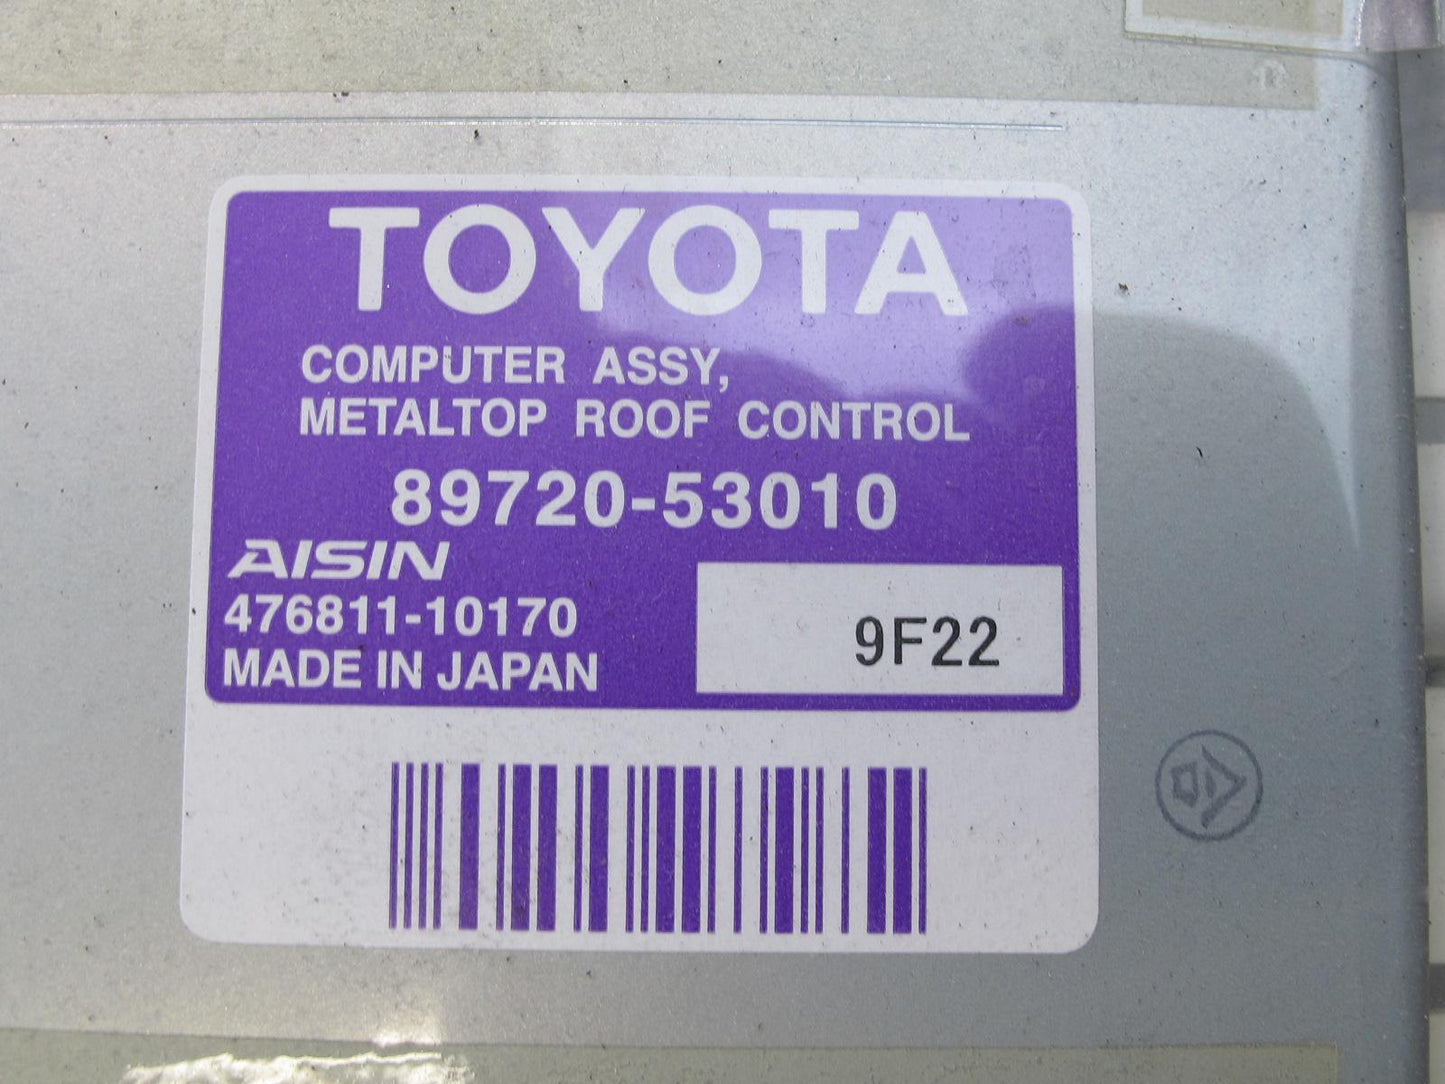 TOYOTA
COMPUTER ASSY,
METALTOP ROOF CONTROL
89720-53010
AISIN
476811-10170
MADE IN JAPAN
9F22